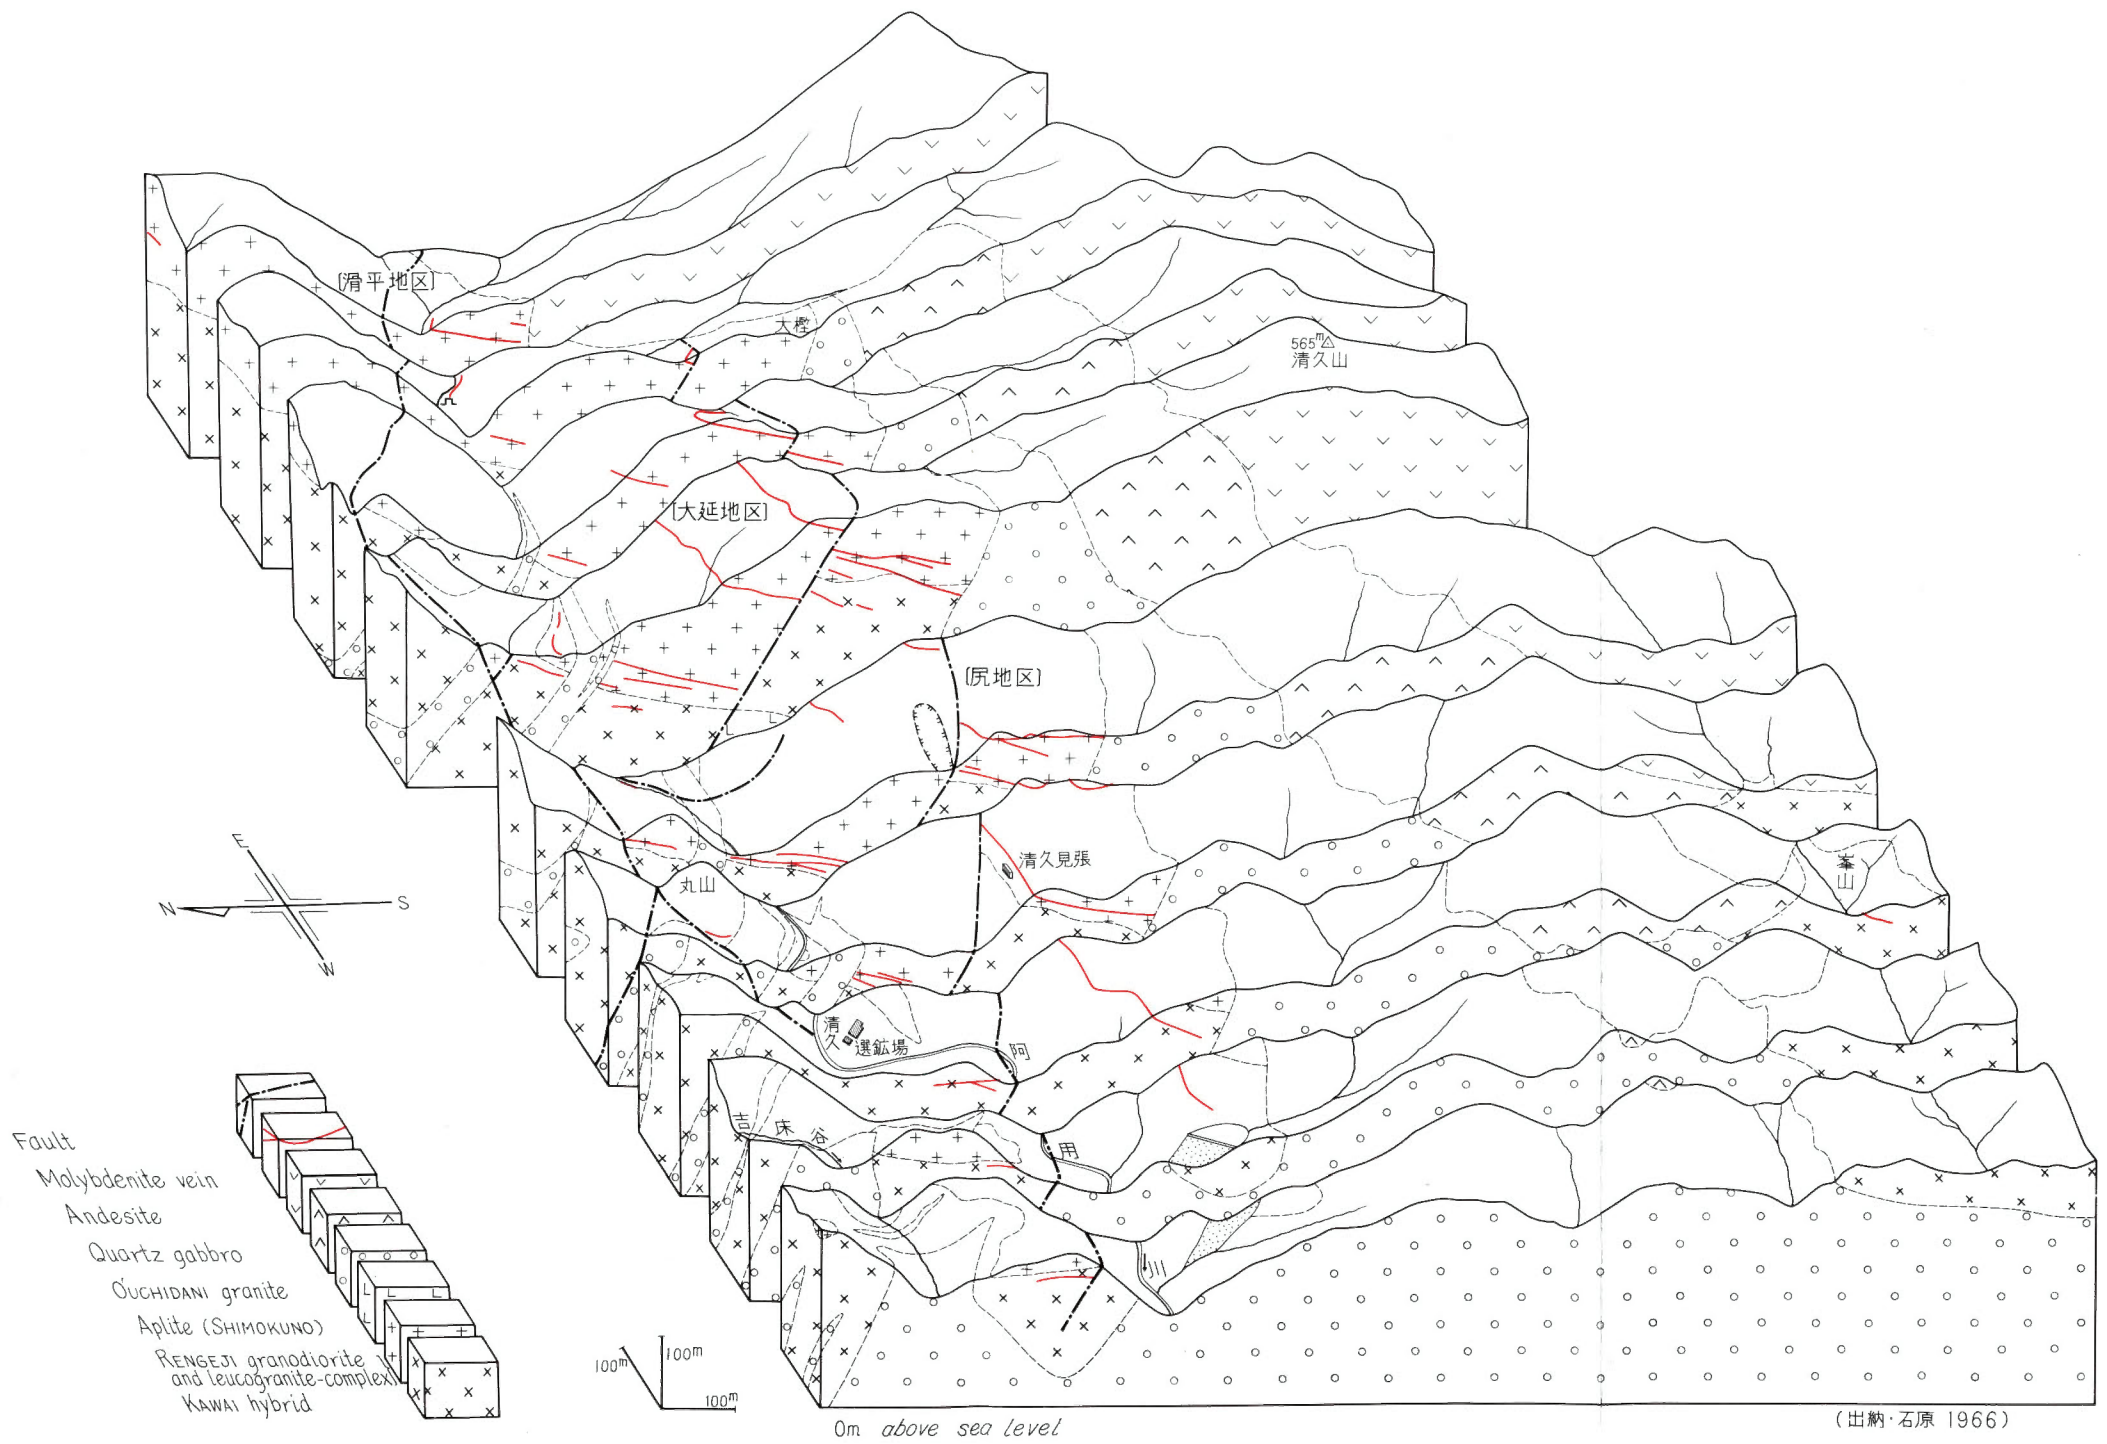 [滑平地区]
大樫
565m
清久山
[大延地区]
[尻地区]
清久見張
丸山
峯山
清久
選鉱場
阿
吉床谷
用
川
E
N
S
W
Fault
Molybdenite vein
Andesite
Quartz gabbro
ÓUCHIDANI granite
Aplite (SHIMOKUNO)
RENGEJI granodiorite
and leucogranite-complex
KAWAI hybrid
100m
100m
100m
0m above sea level
(出納・石原 1966)